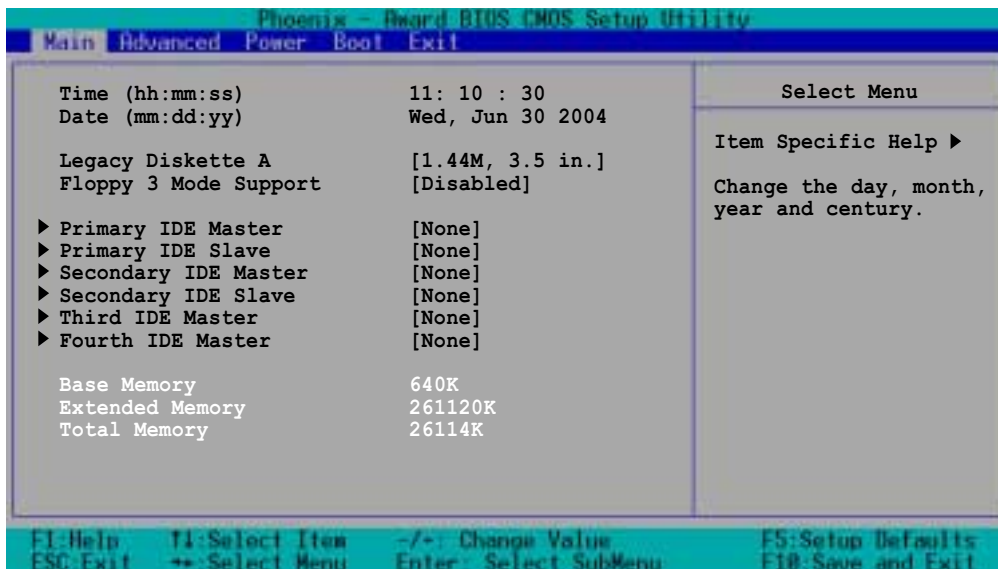 Phoenix - Award BIOS CMOS Setup Utility
Main Advanced Power Boot Exit
Time (hh:mm:ss) 11: 10 : 30
Date (mm:dd:yy) Wed, Jun 30 2004
Legacy Diskette A [1.44M, 3.5 in.]
Floppy 3 Mode Support [Disabled]
Primary IDE Master [None]
Primary IDE Slave [None]
Secondary IDE Master [None]
Secondary IDE Slave [None]
Third IDE Master [None]
Fourth IDE Master [None]
Base Memory 640K
Extended Memory 261120K
Total Memory 26114K
Select Menu
Item Specific Help
Change the day, month,
year and century.
F1:Help ↑↓:Select Item -/+: Change Value F5:Setup Defaults
ESC:Exit ↔:Select Menu Enter: Select SubMenu F10:Save and Exit